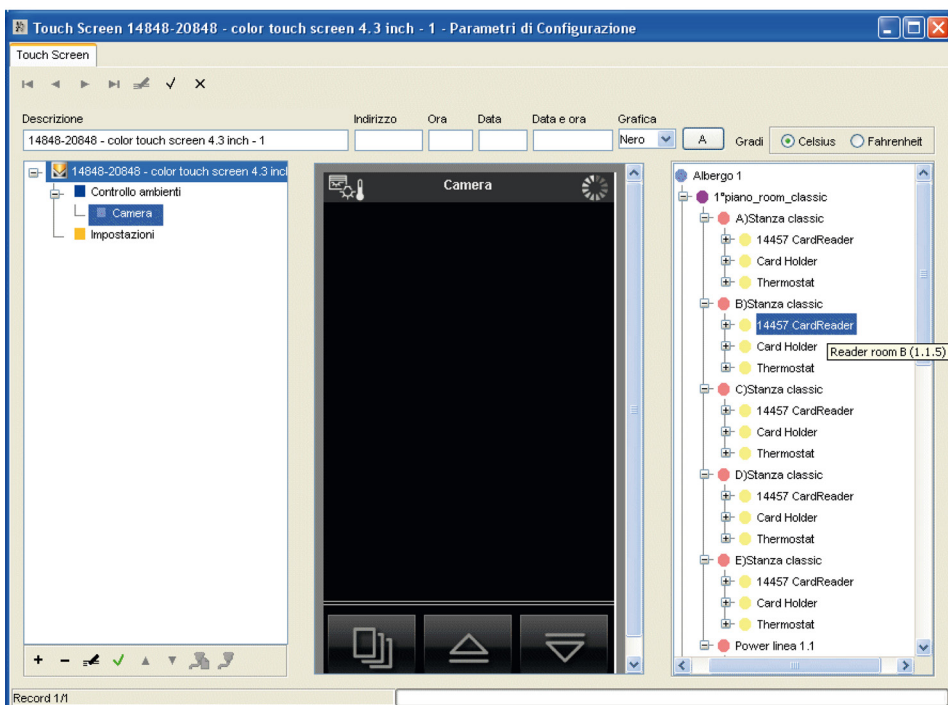 Touch Screen 14848-20848 - color touch screen 4.3 inch - 1 - Parametri di Configurazione
Touch Screen
Descrizione Indirizzo Ora Data Data e ora Grafica
14848-20848 - color touch screen 4.3 inch - 1 Nero A Gradi Celsius Fahrenheit
14848-20848 - color touch screen 4.3 incl
Controllo ambienti
Camera
Impostazioni
Camera
Albergo 1
1°piano_room_classic
A)Stanza classic
14457 CardReader
Card Holder
Thermostat
B)Stanza classic
14457 CardReader
Card Holder
Reader room B (1.1.5)
Thermostat
C)Stanza classic
14457 CardReader
Card Holder
Thermostat
D)Stanza classic
14457 CardReader
Card Holder
Thermostat
E)Stanza classic
14457 CardReader
Card Holder
Thermostat
Power linea 1.1
Record 1/1